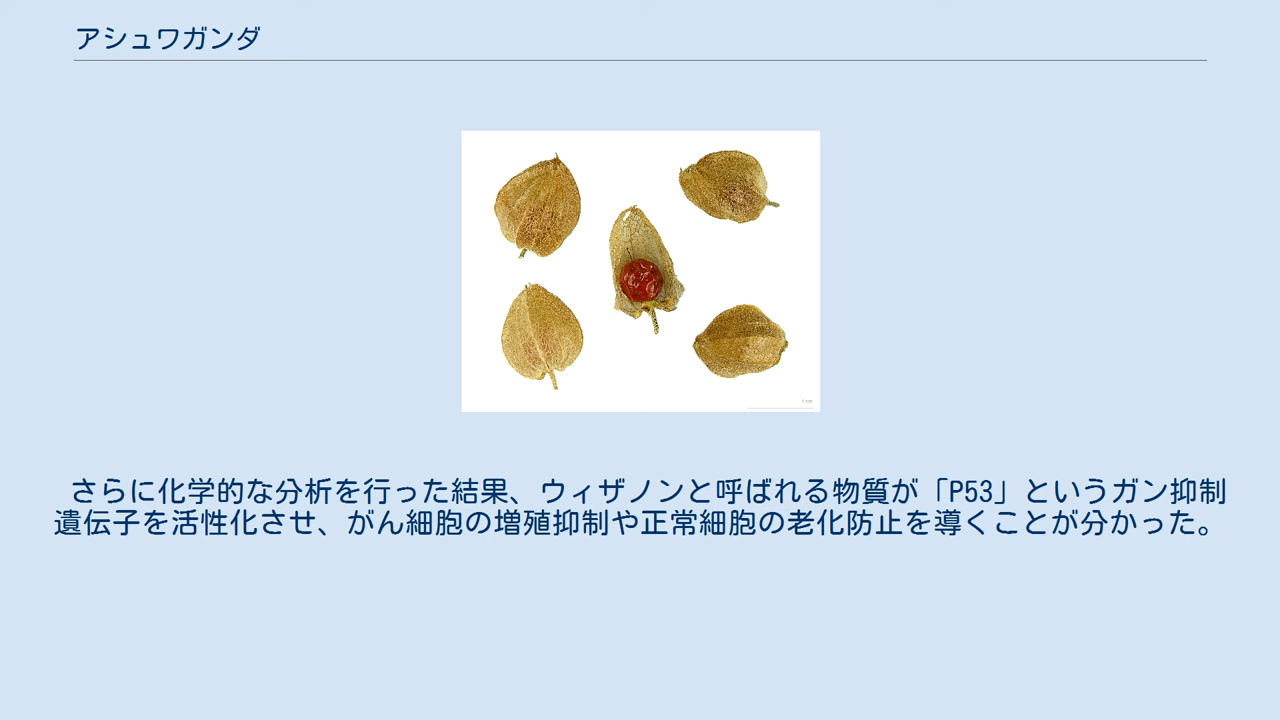 アシュワガンダ
1 cm
さらに化学的な分析を行った結果、ウィザノンと呼ばれる物質が「P53」というガン抑制
遺伝子を活性化させ、がん細胞の増殖抑制や正常細胞の老化防止を導くことが分かった。